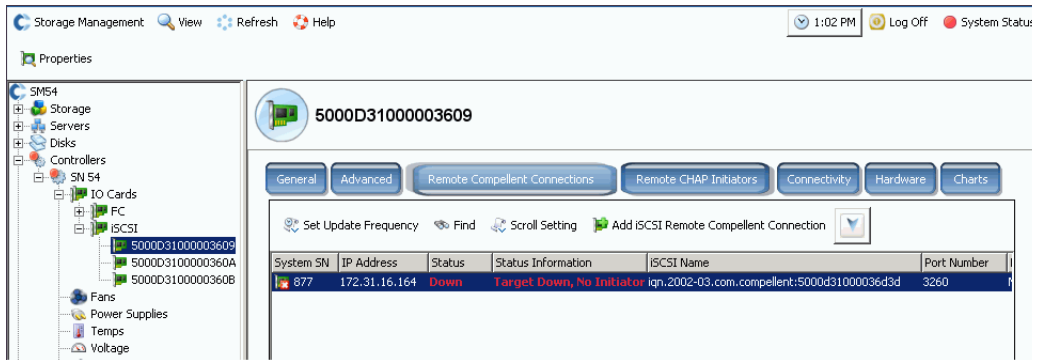 Storage Management View Refresh Help 1:02 PM Log Off System Status
Properties
SM54
Storage
Servers
Disks
Controllers
SN 54
IO Cards
FC
iSCSI
5000D31000003609
5000D3100000360A
5000D3100000360B
Fans
Power Supplies
Temps
Voltage
5000D31000003609
General Advanced Remote Compellent Connections Remote CHAP Initiators Connectivity Hardware Charts
Set Update Frequency Find Scroll Setting Add iSCSI Remote Compellent Connection
System SN IP Address Status Status Information iSCSI Name Port Number
877 172.31.16.164 Down Target Down, No Initiator iqn.2002-03.com.compellent:5000d31000036d3d 3260